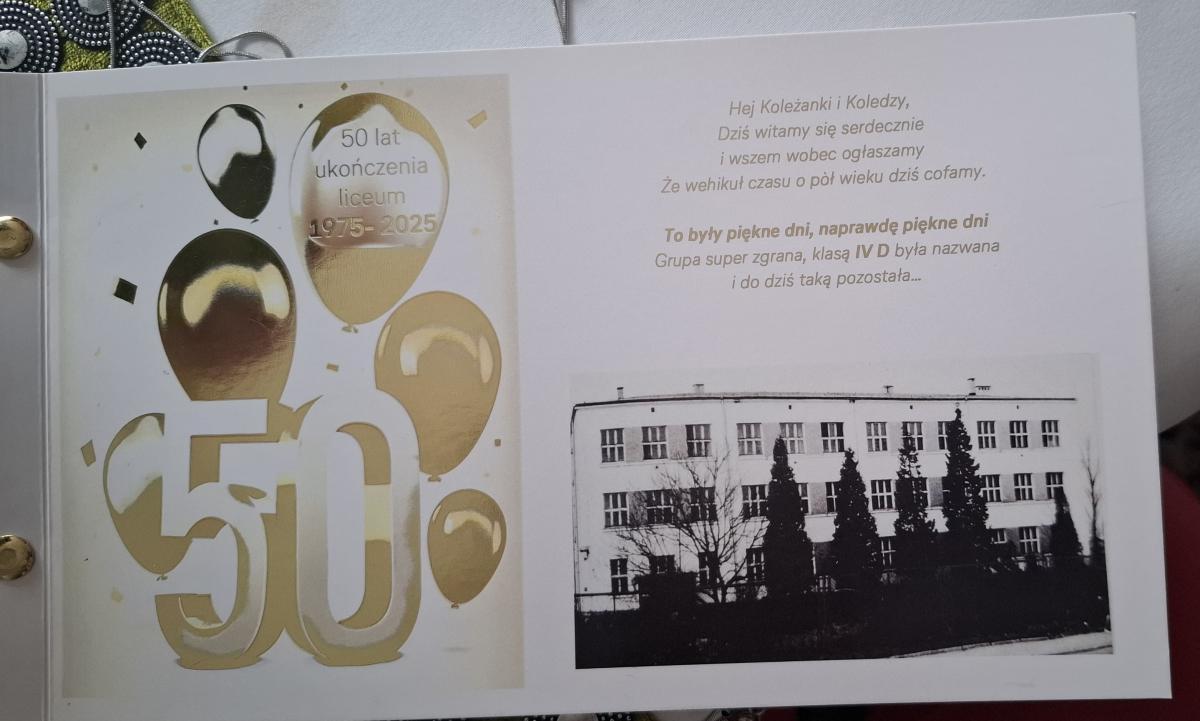 50 lat
ukończenia
liceum
1975-2025
50
Hej Koleżanki i Koledzy,
Dziś witamy się serdecznie
i wszem wobec ogłaszamy
Że wehikuł czasu o pòł wieku dziś cofamy.
To były piękne dni, naprawdę piękne dni
Grupa super zgrana, klasą IV D była nazwana
i do dziś taką pozostała...